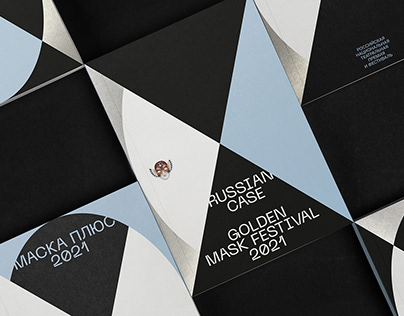 РОССИЙСКАЯ
НАЦИОНАЛЬНАЯ
ТЕАТРАЛЬНАЯ
ПРЕМИЯ
И ФЕСТИВАЛЬ
RUSSIAN
CASE
GOLDEN
MASK FESTIVAL
2021
МАСКА ПЛЮС
2021